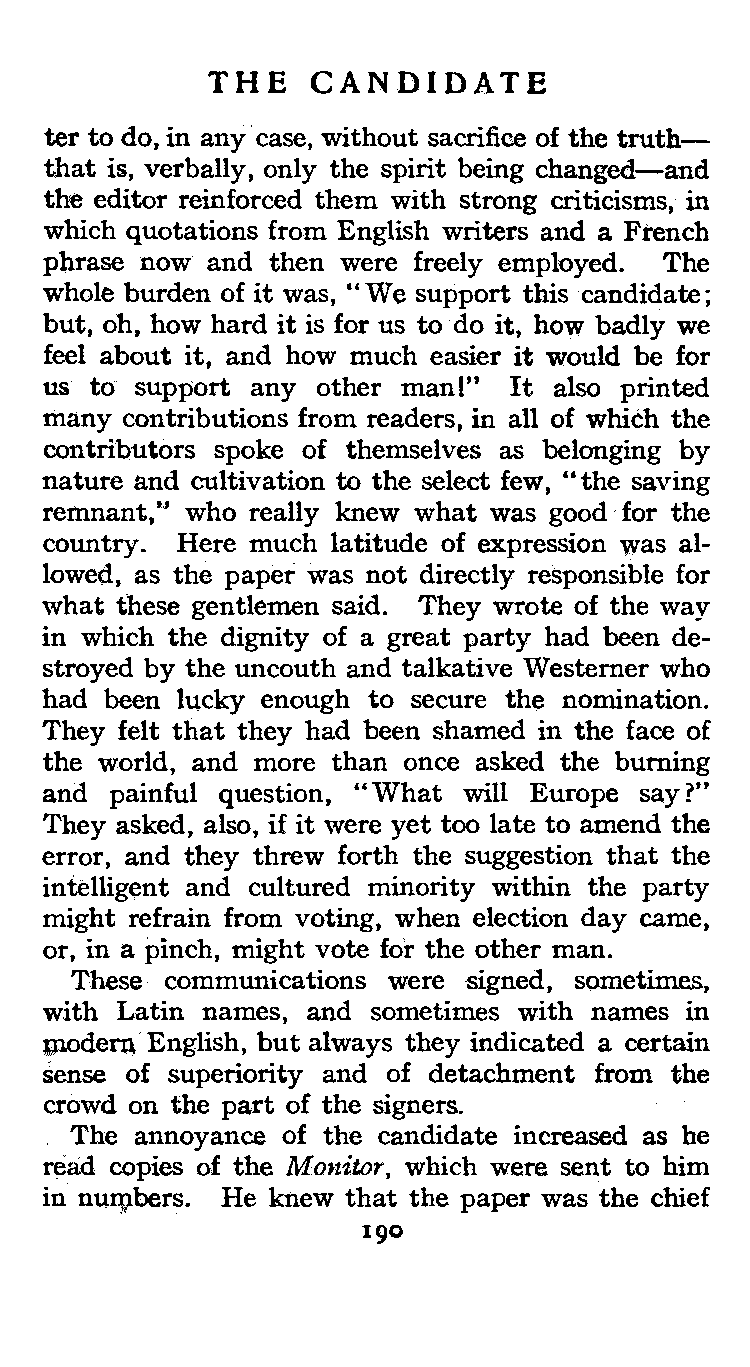 THE CANDIDATE
ter to do, in any case, without sacrifice of the truth—
that is, verbally, only the spirit being changed—and
the editor reinforced them with strong criticisms, in
which quotations from English writers and a French
phrase now and then were freely employed. The
whole burden of it was, "We support this candidate;
but, oh, how hard it is for us to do it, how badly we
feel about it, and how much easier it would be for
us to support any other man!" It also printed
many contributions from readers, in all of which the
contributors spoke of themselves as belonging by
nature and cultivation to the select few, "the saving
remnant," who really knew what was good for the
country. Here much latitude of expression was al-
lowed, as the paper was not directly responsible for
what these gentlemen said. They wrote of the way
in which the dignity of a great party had been de-
stroyed by the uncouth and talkative Westerner who
had been lucky enough to secure the nomination.
They felt that they had been shamed in the face of
the world, and more than once asked the burning
and painful question, "What will Europe say?"
They asked, also, if it were yet too late to amend the
error, and they threw forth the suggestion that the
intelligent and cultured minority within the party
might refrain from voting, when election day came,
or, in a pinch, might vote for the other man.
These communications were signed, sometimes,
with Latin names, and sometimes with names in
modern English, but always they indicated a certain
sense of superiority and of detachment from the
crowd on the part of the signers.
The annoyance of the candidate increased as he
read copies of the Monitor, which were sent to him
in numbers. He knew that the paper was the chief
190